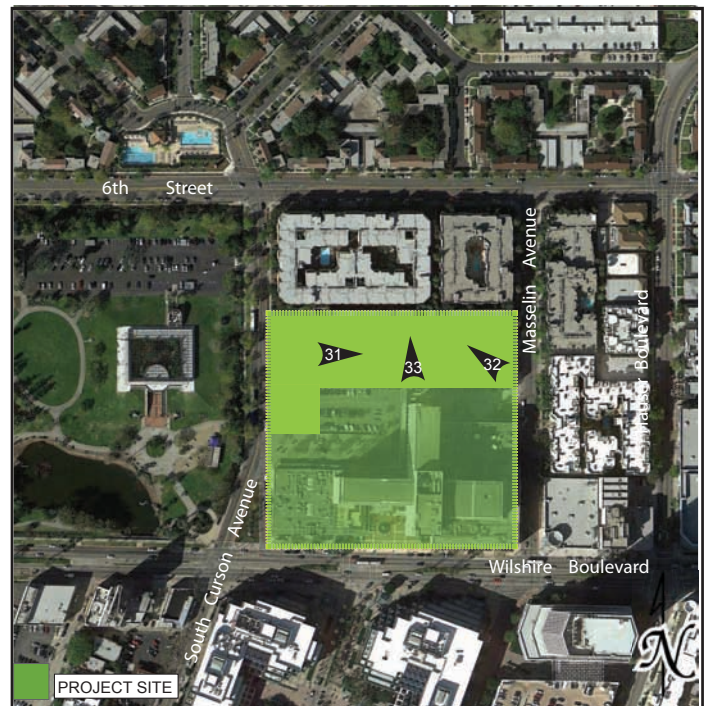 6th Street
Masselin Avenue
Hauser Boulevard
31
33
32
South Curson Avenue
Wilshire Boulevard
N
PROJECT SITE